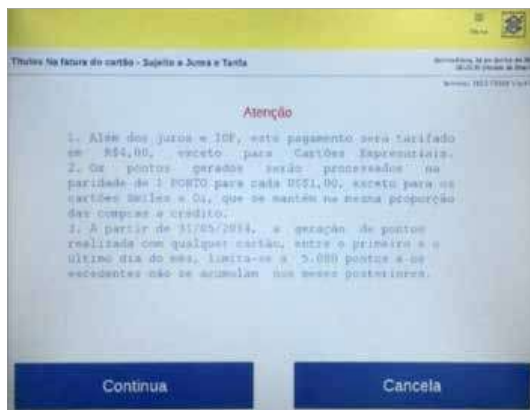 Títulos Na fatura do cartão - Sujeito a Juros e Tarifa
Atenção
1. Além dos juros e IOF, este pagamento será tarifado
em R$4,00, exceto para Cartões Empresariais.
2. Os pontos gerados serão processados na
paridade de 1 PONTO para cada US$1,00, exceto para os
cartões Smiles e Oi, que se mantém na mesma proporção
das compras a crédito.
3. A partir de 31/05/2014, a geração de pontos
realizada com qualquer cartão, entre o primeiro e o
último dia do mês, limita-se a 5.000 pontos e os
excedentes não se acumulam nos meses posteriores.
Continua
Cancela